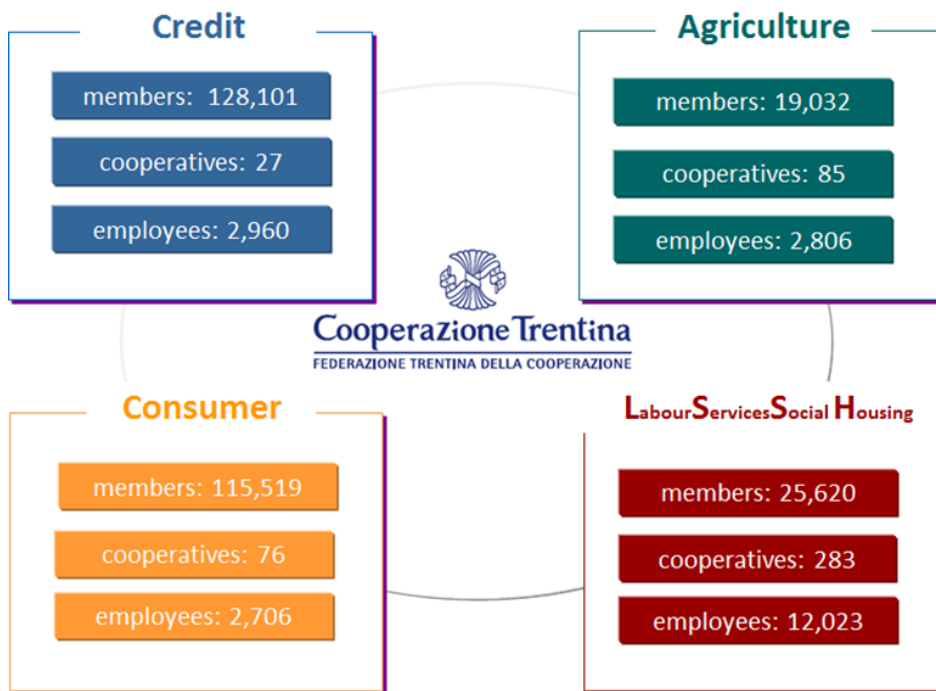 Credit
members: 128,101
cooperatives: 27
employees: 2,960
Agriculture
members: 19,032
cooperatives: 85
employees: 2,806
Cooperazione Trentina
FEDERAZIONE TRENTINA DELLA COOPERAZIONE
Consumer
members: 115,519
cooperatives: 76
employees: 2,706
LabourServicesSocial Housing
members: 25,620
cooperatives: 283
employees: 12,023